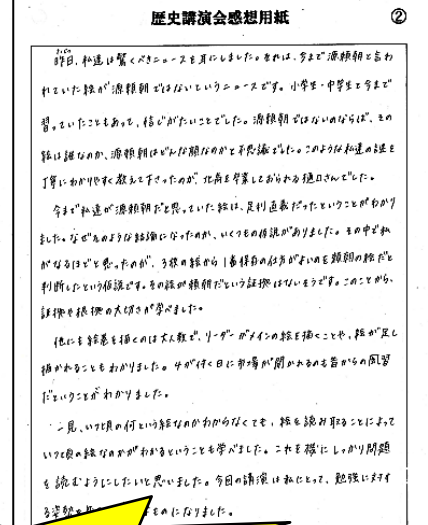 歴史講演会感想用紙 ②
昨日、私達は驚くべきニュースを耳にしました。それは、今まで源頼朝と言わ
れていた絵が源頼朝ではないというニュースです。小学生・中学生と今まで
習っていたこともあって、信じがたいことでした。源頼朝ではないのならば、その
絵は誰なのか、源頼朝はどんな顔なのかと不思議でした。このような私達の謎を
丁寧にわかりやすく教えて下さったのが、北高を卒業しておられる樋口さんでした。
今まで私達が源頼朝だと思っていた絵は、足利直義だったということがわかり
ました。なぜそのような結論になったのか、いくつもの仮説がありました。その中で私
がなるほどと思ったのが、3枚の絵から1番保存の仕方がよいのを頼朝の絵だと
判断したという仮説です。その絵が頼朝だという証拠はないそうです。このことから、
証拠や根拠の大切さが学べました。
他にも絵巻を描くのは大人数で、リーダーがメインの絵を描くことや、絵が足し
描かれることもわかりました。4が付く日に市場が開かれるのも昔からの風習
だということがわかりました。
一見、いつ頃の何という絵なのかわからなくても、絵を読み取ることによって
いつ頃の絵なのかがわかるということも学べました。これを機にしっかり問題
を読むようにしたいと思いました。今回の講演は私にとって、勉強に対す
る姿勢 ものになりました。